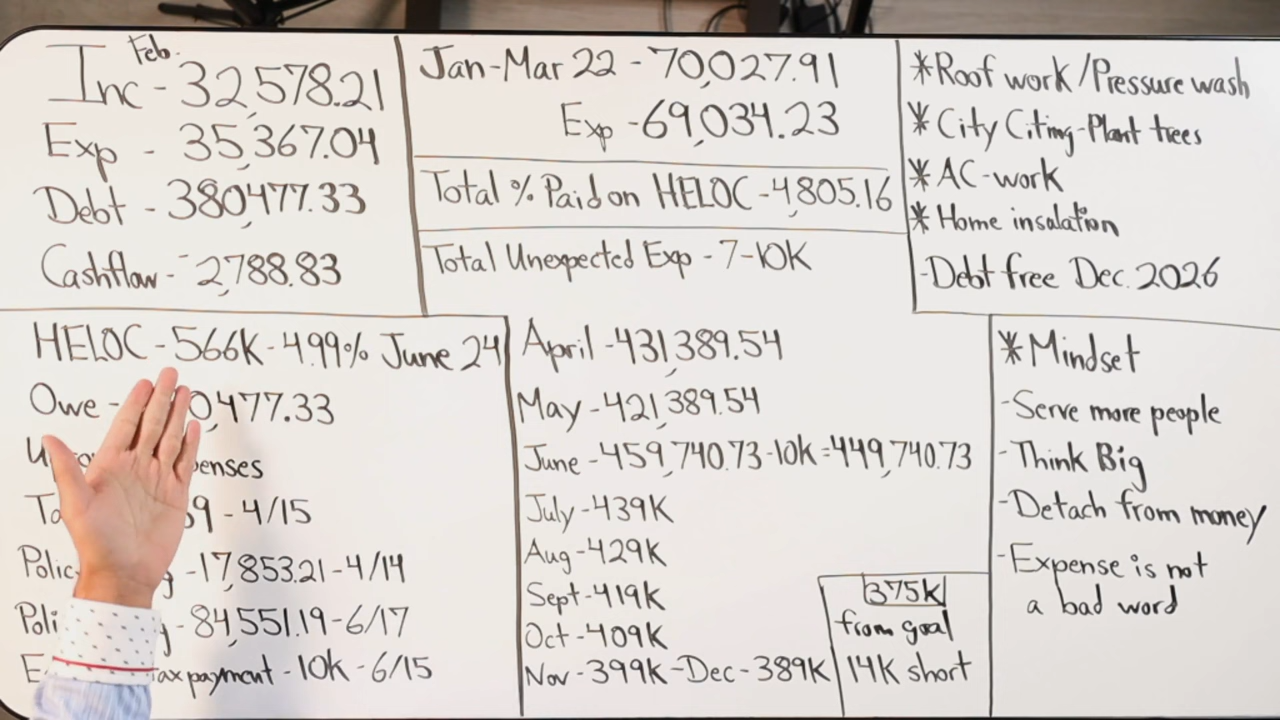 Feb.
Inc - 32,578.21
Exp - 35,367.04
Debt - 380,477.33
Cashflow - -2,788.83
Jan-Mar 22 - 70,027.91
Exp - 69,034.23
Total % Paid on HELOC - 4,805.16
Total Unexpected Exp - 7-10K
*Roof work/Pressure wash
*City Citing-Plant trees
*AC-work
*Home insalation
-Debt free Dec. 2026
HELOC - 566K - 4.99% June 24
Owe - 0,477.33
enses
9 - 4/15
Polic - 17,853.21 - 4/14
Poli - 84,551.19 - 6/17
tax payment - 10k - 6/15
April - 431,389.54
May - 421,389.54
June - 459,740.73-10k=449,740.73
July - 439K
Aug - 429K
Sept - 419K
Oct - 409K
Nov - 399K - Dec - 389K
375K
from goal
14K short
*Mindset
-Serve more people
-Think Big
-Detach from money
-Expense is not
a bad word